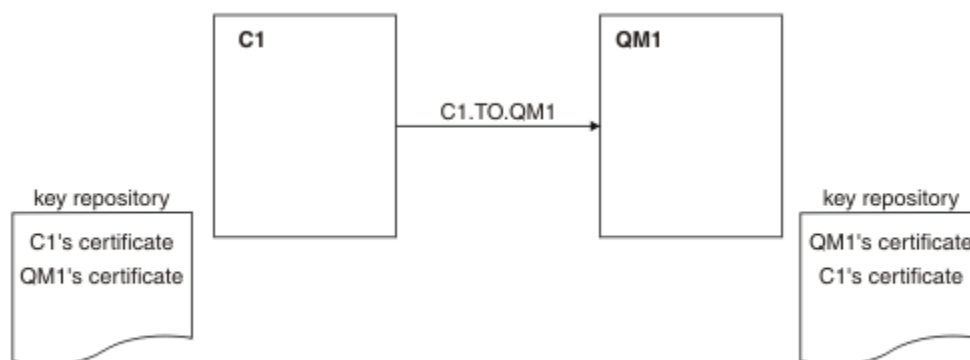 C1
QM1
C1.TO.QM1
key repository
C1's certificate
QM1's certificate
key repository
QM1's certificate
C1's certificate